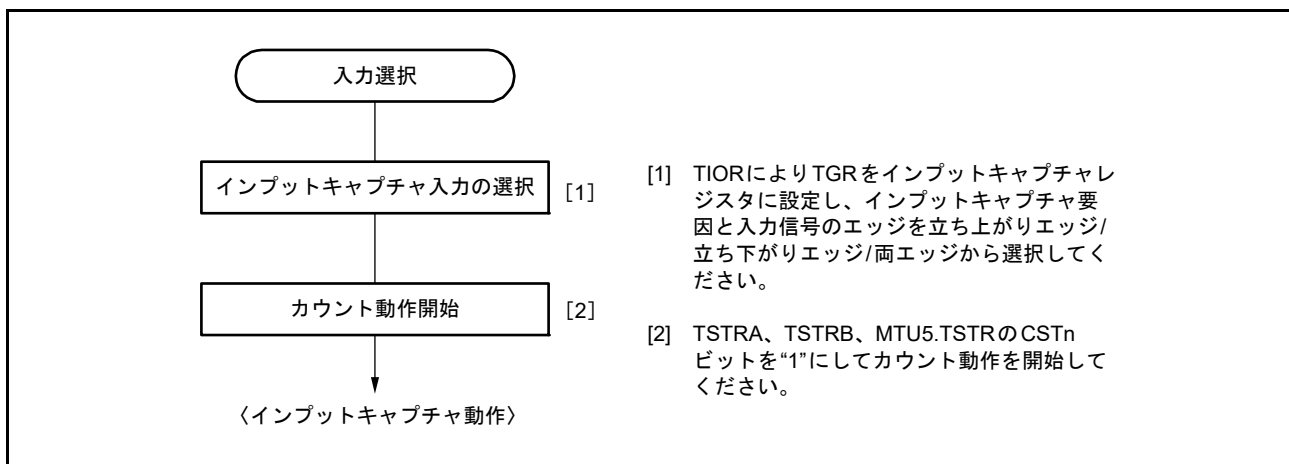 入力選択
インプットキャプチャ入力の選択 [1]
カウント動作開始 [2]
〈インプットキャプチャ動作〉
[1] TIORによりTGRをインプットキャプチャレ
ジスタに設定し、インプットキャプチャ要
因と入力信号のエッジを立ち上がりエッジ/
立ち下がりエッジ/両エッジから選択してく
ださい。
[2] TSTRA、TSTRB、MTU5.TSTRのCSTn
ビットを“1”にしてカウント動作を開始して
ください。